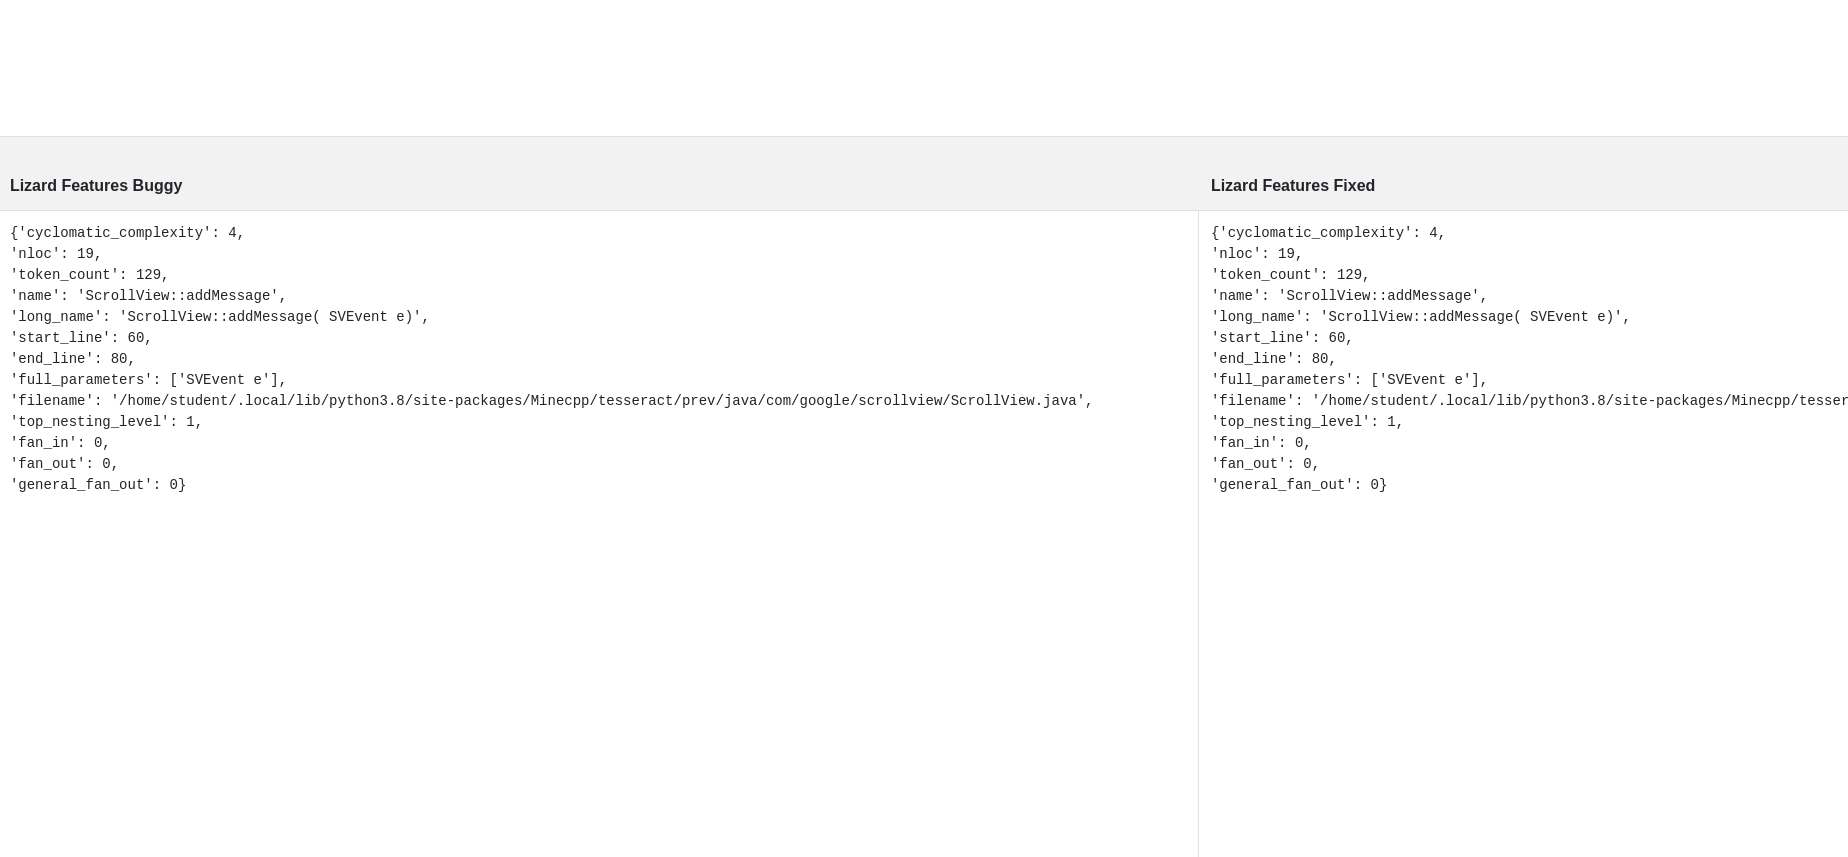 Lizard Features Buggy
{'cyclomatic_complexity': 4,
'nloc': 19,
'token_count': 129,
'name': 'ScrollView::addMessage',
'long_name': 'ScrollView::addMessage( SVEvent e)',
'start_line': 60,
'end_line': 80,
'full_parameters': ['SVEvent e'],
'filename': '/home/student/.local/lib/python3.8/site-packages/Minecpp/tesseract/prev/java/com/google/scrollview/ScrollView.java',
'top_nesting_level': 1,
'fan_in': 0,
'fan_out': 0,
'general_fan_out': 0}
Lizard Features Fixed
{'cyclomatic_complexity': 4,
'nloc': 19,
'token_count': 129,
'name': 'ScrollView::addMessage',
'long_name': 'ScrollView::addMessage( SVEvent e)',
'start_line': 60,
'end_line': 80,
'full_parameters': ['SVEvent e'],
'filename': '/home/student/.local/lib/python3.8/site-packages/Minecpp/tesser
'top_nesting_level': 1,
'fan_in': 0,
'fan_out': 0,
'general_fan_out': 0}